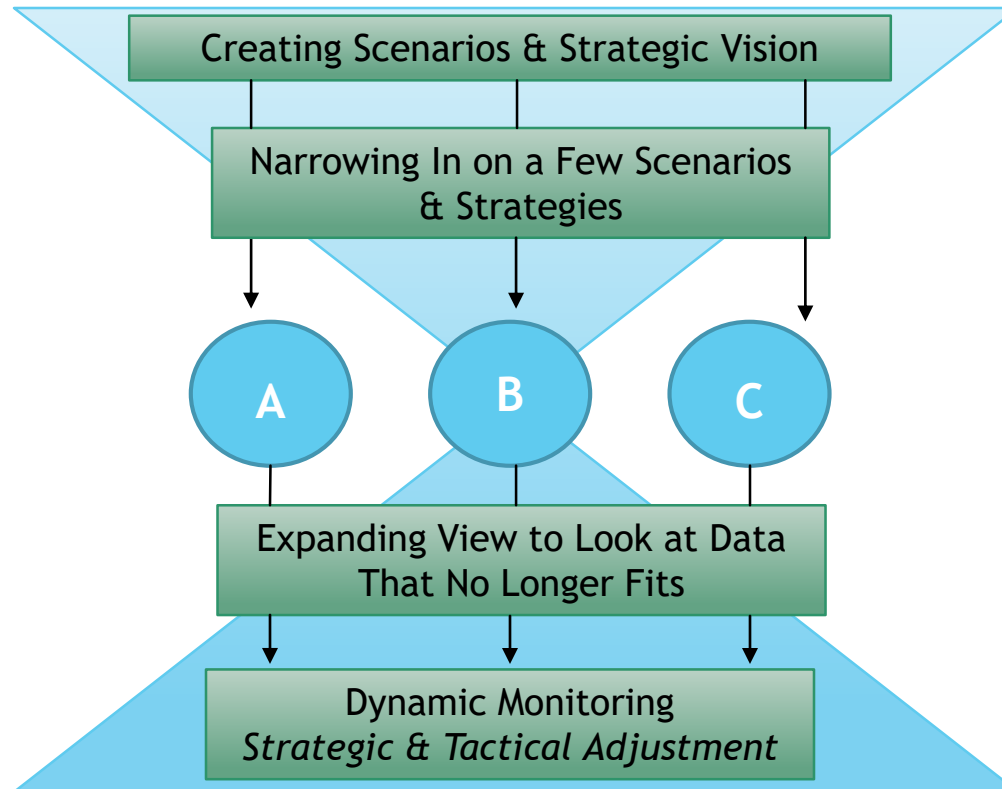 Creating Scenarios & Strategic Vision
Narrowing In on a Few Scenarios
& Strategies
A
B
C
Expanding View to Look at Data
That No Longer Fits
Dynamic Monitoring
Strategic & Tactical Adjustment